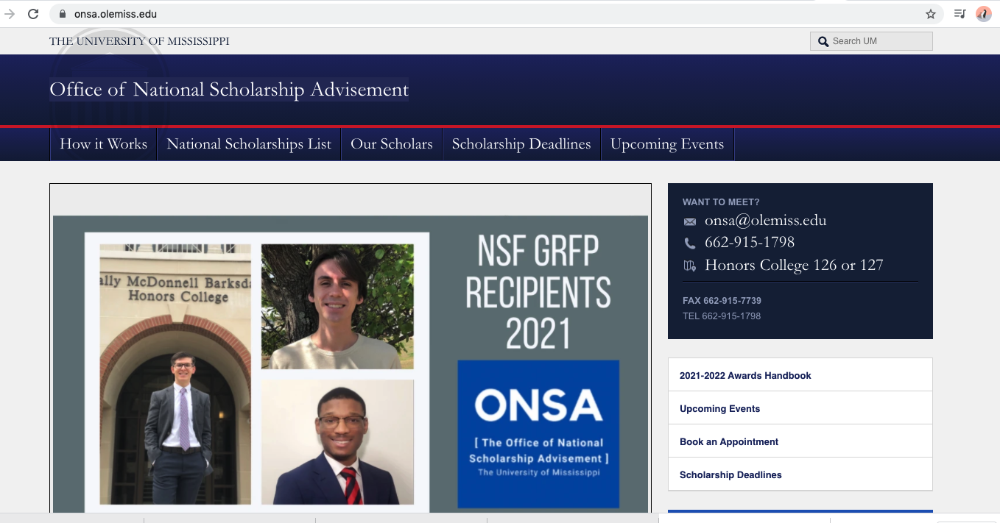 onsa.olemiss.edu
THE UNIVERSITY OF MISSISSIPPI
Search UM
Office of National Scholarship Advisement
How it Works
National Scholarships List
Our Scholars
Scholarship Deadlines
Upcoming Events
ally McDonnell Barksda
Honors College
NSF GRFP
RECIPIENTS
2021
ONSA
[ The Office of National
Scholarship Advisement ]
The University of Mississippi
WANT TO MEET?
onsa@olemiss.edu
662-915-1798
Honors College 126 or 127
FAX 662-915-7739
TEL 662-915-1798
2021-2022 Awards Handbook
Upcoming Events
Book an Appointment
Scholarship Deadlines